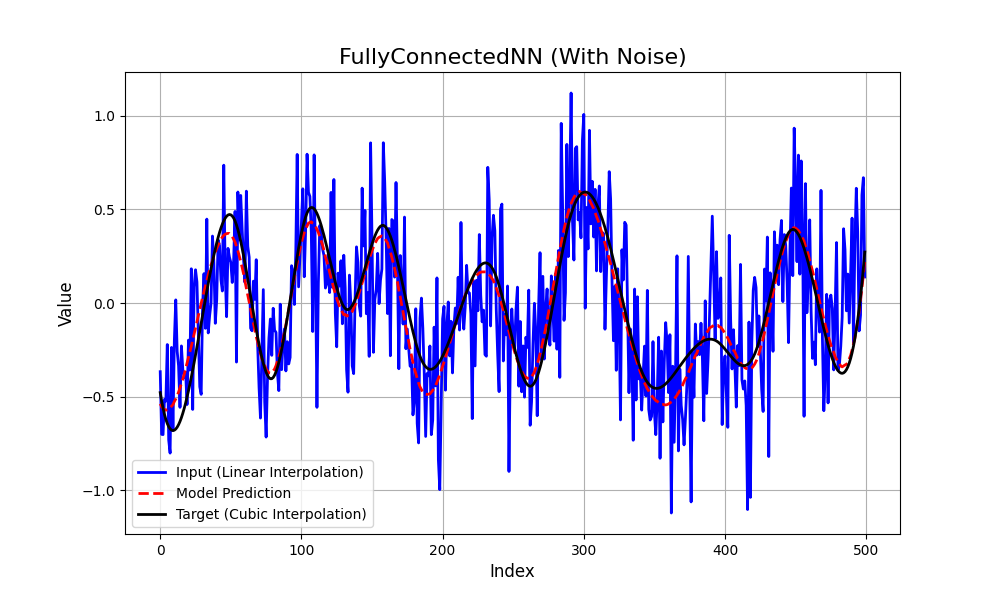 FullyConnectedNN (With Noise)
Value
1.0
0.5
0.0
−0.5
−1.0
Input (Linear Interpolation)
Model Prediction
Target (Cubic Interpolation)
0 100 200 300 400 500
Index